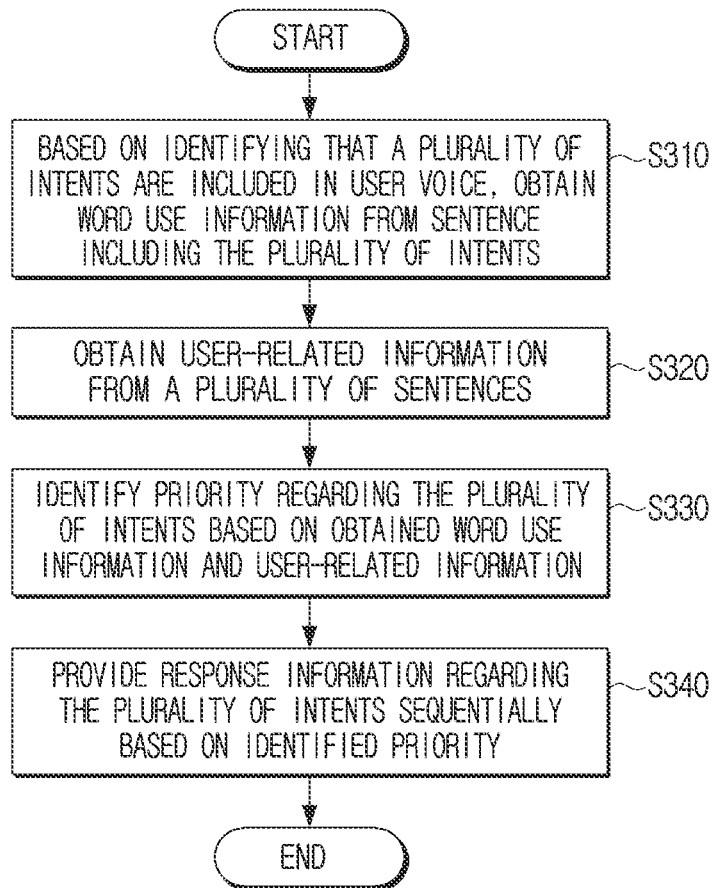 START
BASED ON IDENTIFYING THAT A PLURALITY OF
INTENTS ARE INCLUDED IN USER VOICE, OBTAIN
WORD USE INFORMATION FROM SENTENCE
INCLUDING THE PLURALITY OF INTENTS
S310
OBTAIN USER-RELATED INFORMATION
FROM A PLURALITY OF SENTENCES
S320
IDENTIFY PRIORITY REGARDING THE PLURALITY
OF INTENTS BASED ON OBTAINED WORD USE
INFORMATION AND USER-RELATED INFORMATION
S330
PROVIDE RESPONSE INFORMATION REGARDING
THE PLURALITY OF INTENTS SEQUENTIALLY
BASED ON IDENTIFIED PRIORITY
S340
END